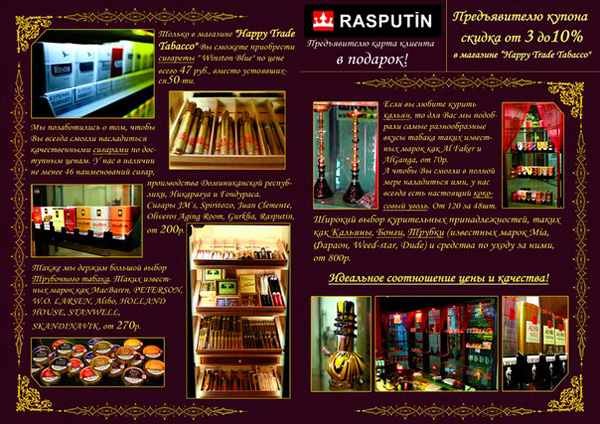 Только в магазине "Happy Trade
Tabacco" Вы сможете приобрести
сигареты " Winston Blue" по цене
всего 47 руб., вместо устоявших-
ся50-ти.
Мы позаботились о том, чтобы
Вы всегда смогли насладиться
качественными сигарами по дос-
тупным ценам. У нас в наличии
не менее 46 наименований сигар,
производства Доминиканской респуб-
лики, Никарагуа и Гондураса.
Сигары JM`s, Spiritozo, Juan Clemente,
Oliveros Aging Room, Gurkha, Rasputin,
от 200р.
Также мы держим большой выбор
Трубочного табака. Таких извест-
ных марок как MacBaren, PETERSON,
W.O. LARSEN, Alsbo, HOLLAND
HOUSE, STANWELL,
SKANDINAVIK, от 270р.
RASPUTİN
Предъявителю карта клиента
в подарок!
Предъявителю купона
скидка от 3 до10%
в магазине "Happy Trade Tabacco"
Если вы любите курить
кальян, то для Вас мы подоб-
рали самые разнообразные
вкусы табака таких извест-
ных марок как Al Faker и
AlGanga, от 70р.
А чтобы Вы смогли в полной
мере наладиться ими, у нас
всегда есть настоящий коко-
совый уголь. От 120 за 48шт.
Широкий выбор курительных принадлежностей, таких
как Кальяны, Бонги, Трубки (известных марок Mia,
Фараон, Weed-star, Dude) и средства по уходу за ними,
от 800р.
Идеальное соотношение цены и качества!